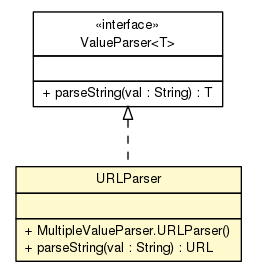 «interface»
ValueParser<T>
+ parseString(val : String) : T
URLParser
+ MultipleValueParser.URLParser()
+ parseString(val : String) : URL